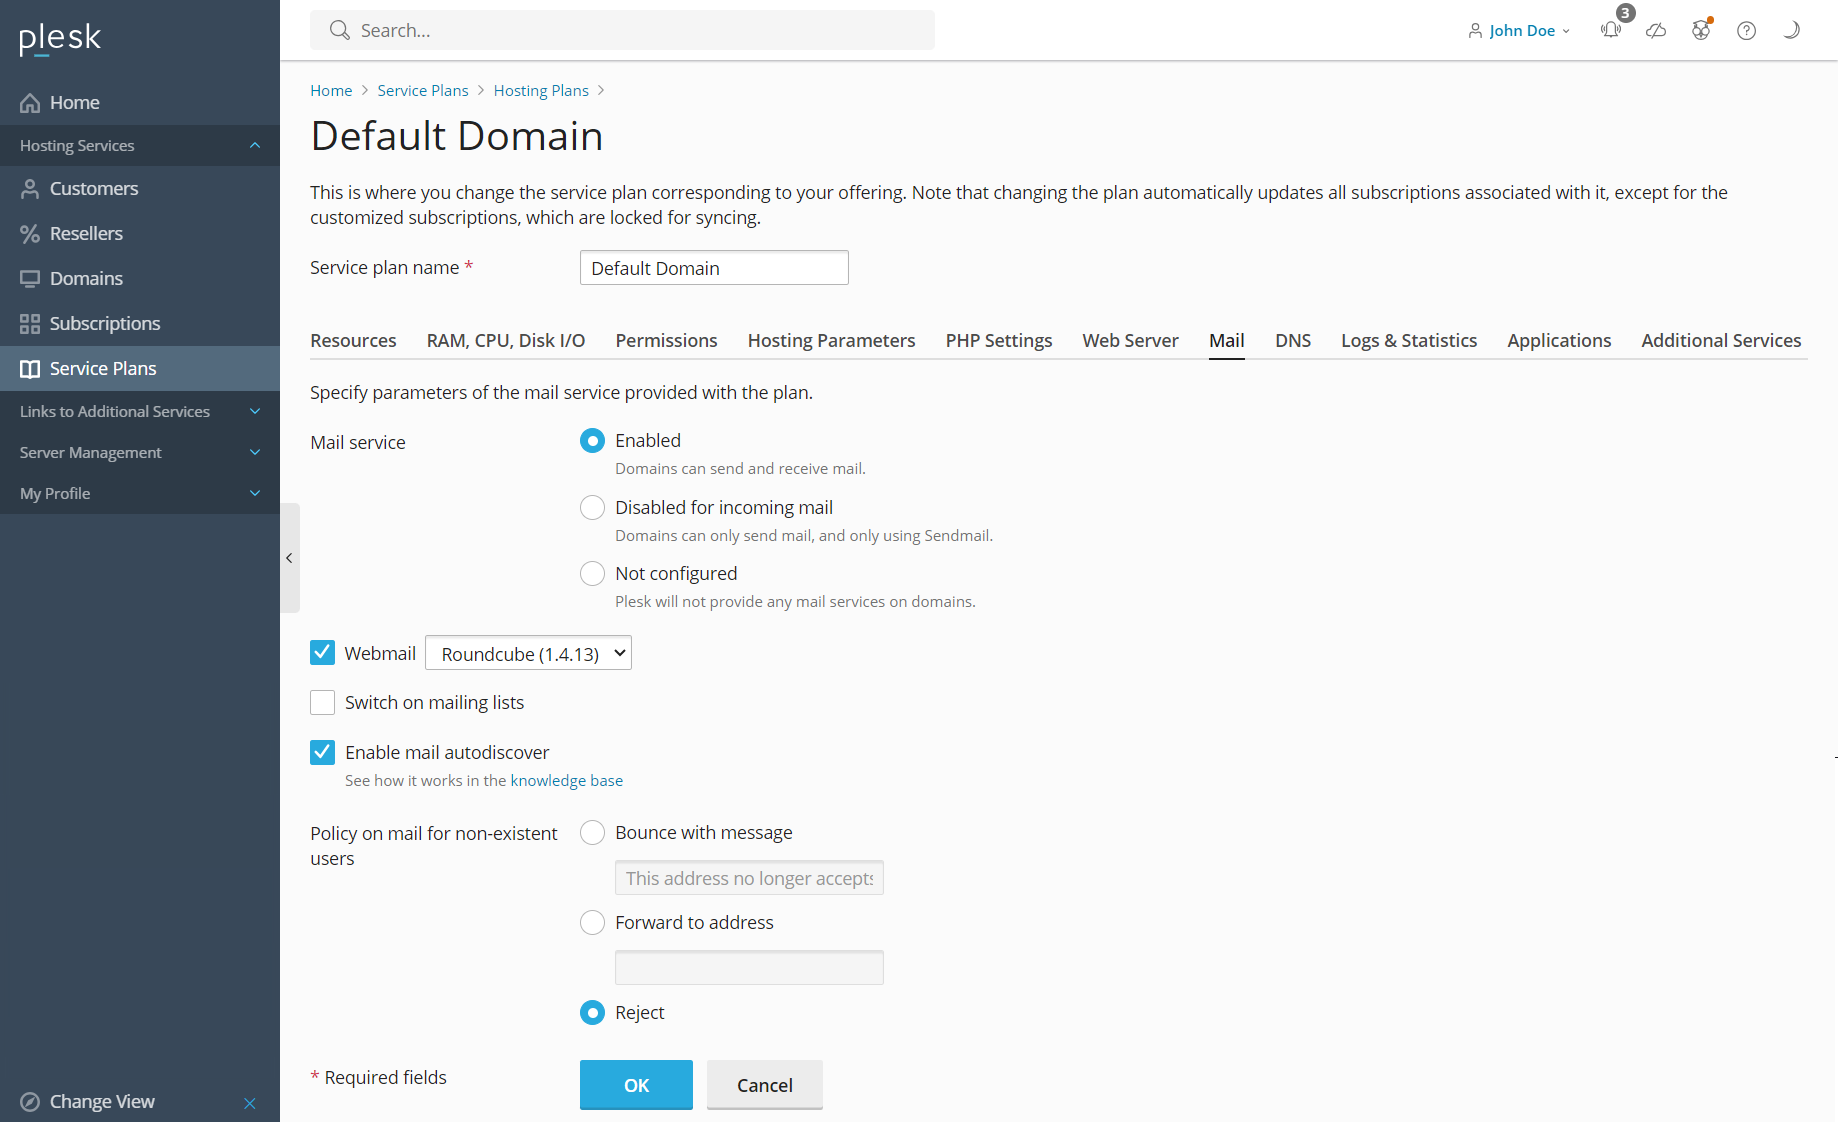 plesk
Home
Hosting Services
Customers
Resellers
Domains
Subscriptions
Service Plans
Links to Additional Services
Server Management
My Profile
Change View
Search...
John Doe
3
Home > Service Plans > Hosting Plans >
Default Domain
This is where you change the service plan corresponding to your offering. Note that changing the plan automatically updates all subscriptions associated with it, except for the
customized subscriptions, which are locked for syncing.
Service plan name * Default Domain
Resources RAM, CPU, Disk I/O Permissions Hosting Parameters PHP Settings Web Server Mail DNS Logs & Statistics Applications Additional Services
Specify parameters of the mail service provided with the plan.
Mail service Enabled
Domains can send and receive mail.
Disabled for incoming mail
Domains can only send mail, and only using Sendmail.
Not configured
Plesk will not provide any mail services on domains.
Webmail Roundcube (1.4.13)
Switch on mailing lists
Enable mail autodiscover
See how it works in the knowledge base
Policy on mail for non-existent
users
Bounce with message
This address no longer accepts
Forward to address
Reject
* Required fields
OK Cancel